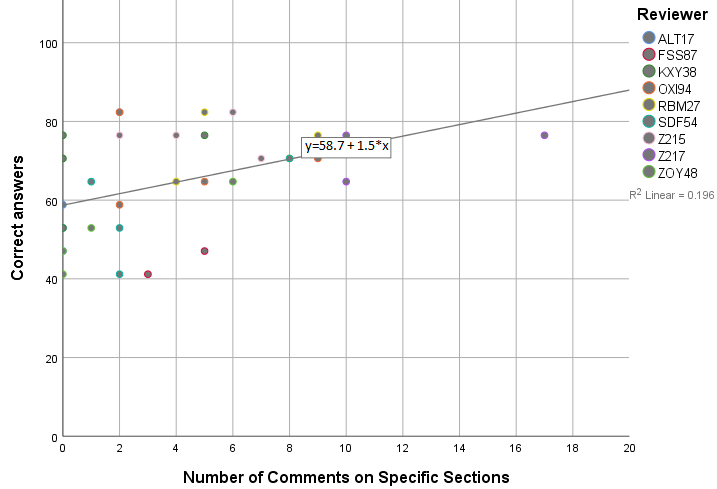 Reviewer
ALT17
FSS87
KXY38
OXI94
RBM27
SDF54
Z215
Z217
ZOY48
R2 Linear = 0.196
100
80
60
40
20
0
Correct answers
y=58.7 + 1.5*x
0 2 4 6 8 10 12 14 16 18 20
Number of Comments on Specific Sections